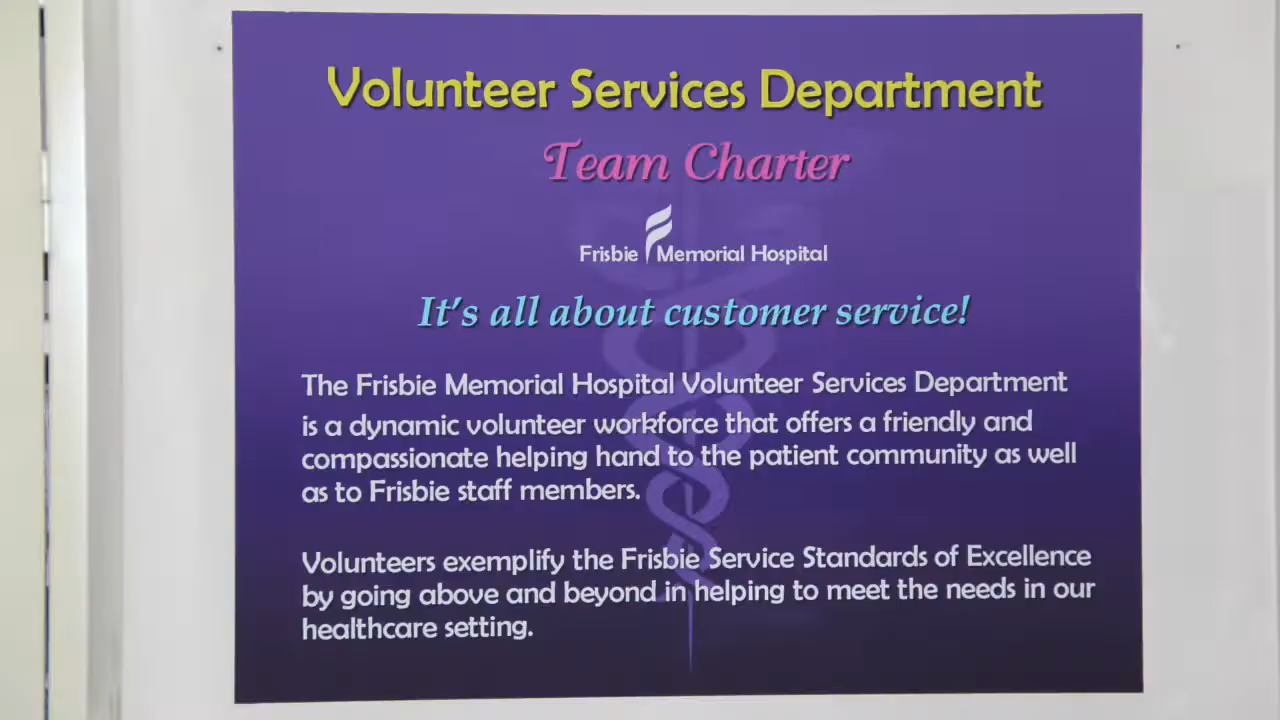 Volunteer Services Department
Team Charter
Frisbie Memorial Hospital
It's all about customer service!
The Frisbie Memorial Hospital Volunteer Services Department
is a dynamic volunteer workforce that offers a friendly and
compassionate helping hand to the patient community as well
as to Frisbie staff members.
Volunteers exemplify the Frisbie Service Standards of Excellence
by going above and beyond in helping to meet the needs in our
healthcare setting.